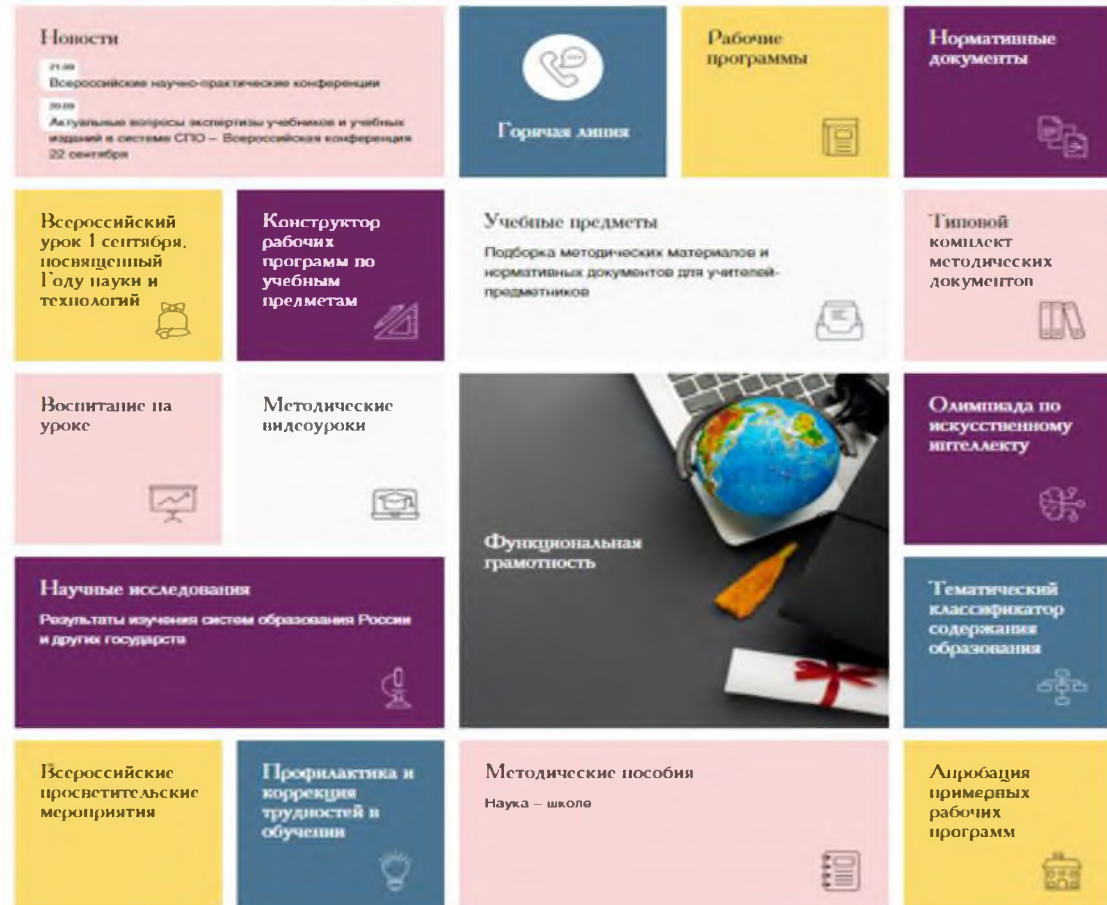 Новости
21.09
Всероссийские научно-практические конференции
20.09
Актуальные вопросы экспертизы учебников и учебных
изданий в системе СПО – Всероссийская конференция
22 сентября
Горячая линия
Рабочие
программы
Нормативные
документы
Всероссийский
урок 1 сентября,
посвященный
Году науки и
технологий
Конструктор
рабочих
программ по
учебным
предметам
Учебные предметы
Подборка методических материалов и
нормативных документов для учителей-
предметников
Типовой
комплект
методических
документов
Воспитание на
уроке
Методические
видеоуроки
Функциональная
грамотность
Олимпиада по
искусственному
интеллекту
Научные исследования
Результаты изучения систем образования России
и других государств
Тематический
классификатор
содержания
образования
Всероссийские
просветительские
мероприятия
Профилактика и
коррекция
трудностей в
обучении
Методические пособия
Наука – школе
Апробация
примерных
рабочих
программ